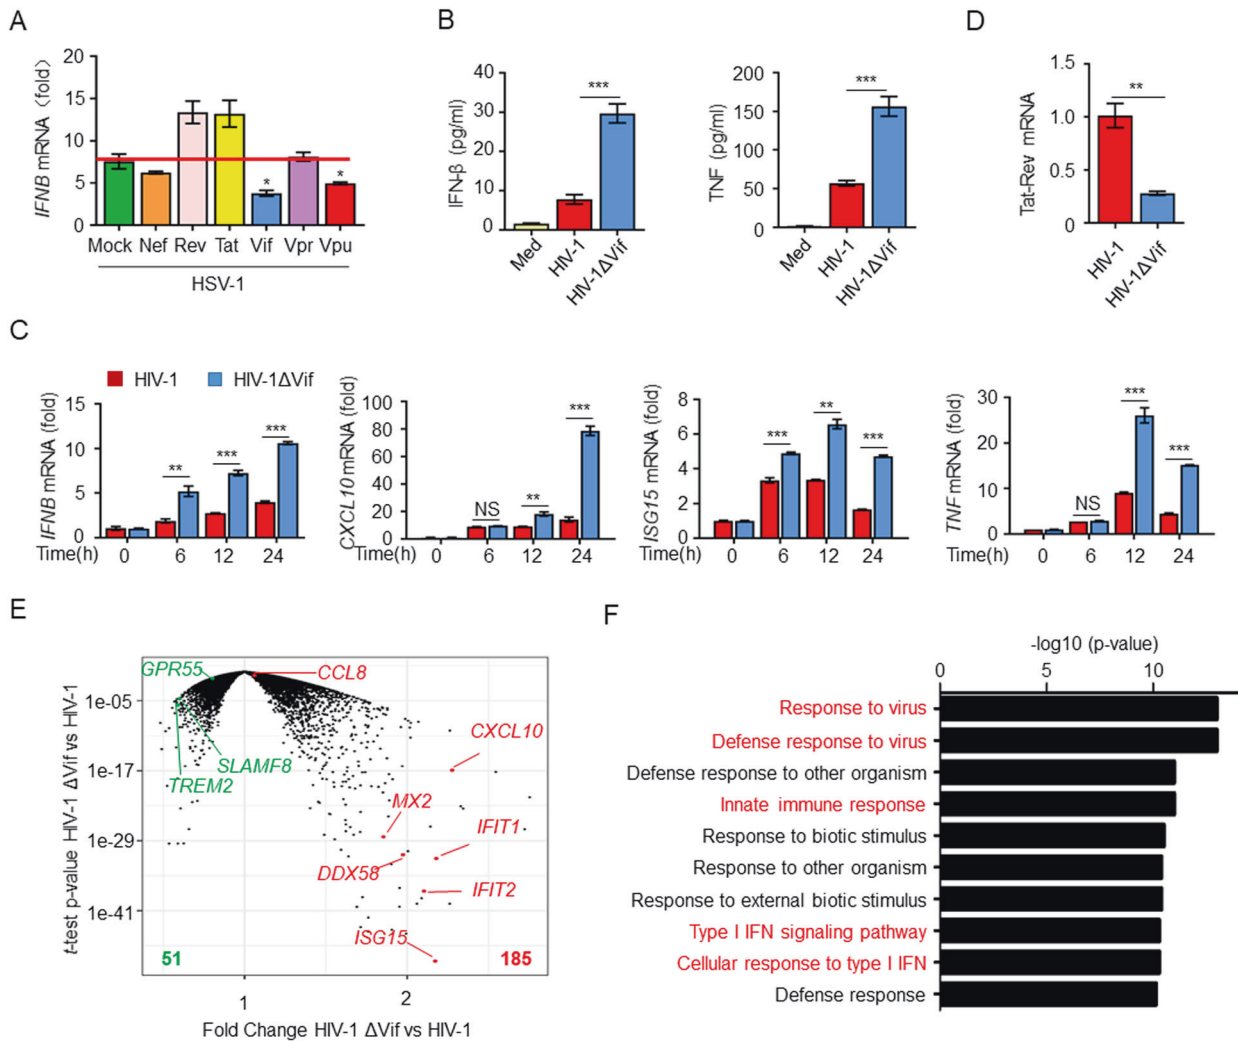 A
IFNB mRNA (fold)
20
15
10
5
0
Mock Nef Rev Tat Vif Vpr Vpu
* *
HSV-1
B
IFN-β (pg/ml)
40
30
20
10
0
***
Med
HIV-1
HIV-1ΔVif
TNF (pg/ml)
200
150
100
50
0
***
Med
HIV-1
HIV-1ΔVif
D
Tat-Rev mRNA
1.5
1.0
0.5
0
**
HIV-1
HIV-1ΔVif
C
HIV-1 HIV-1ΔVif
IFNB mRNA (fold)
15
10
5
0
** *** ***
Time(h) 0 6 12 24
CXCL10 mRNA (fold)
100
80
60
40
20
0
NS ** ***
Time(h) 0 6 12 24
ISG15 mRNA (fold)
8
6
4
2
0
*** ** ***
Time(h) 0 6 12 24
TNF mRNA (fold)
30
20
10
0
NS *** ***
Time(h) 0 6 12 24
E
t-test p-value HIV-1 ΔVif vs HIV-1
1e-05
1e-17
1e-29
1e-41
GPR55
CCL8
CXCL10
SLAMF8
TREM2
MX2
IFIT1
DDX58
IFIT2
ISG15
51 185
1 2
Fold Change HIV-1 ΔVif vs HIV-1
F
-log10 (p-value)
0 5 10
Response to virus
Defense response to virus
Defense response to other organism
Innate immune response
Response to biotic stimulus
Response to other organism
Response to external biotic stimulus
Type I IFN signaling pathway
Cellular response to type I IFN
Defense response